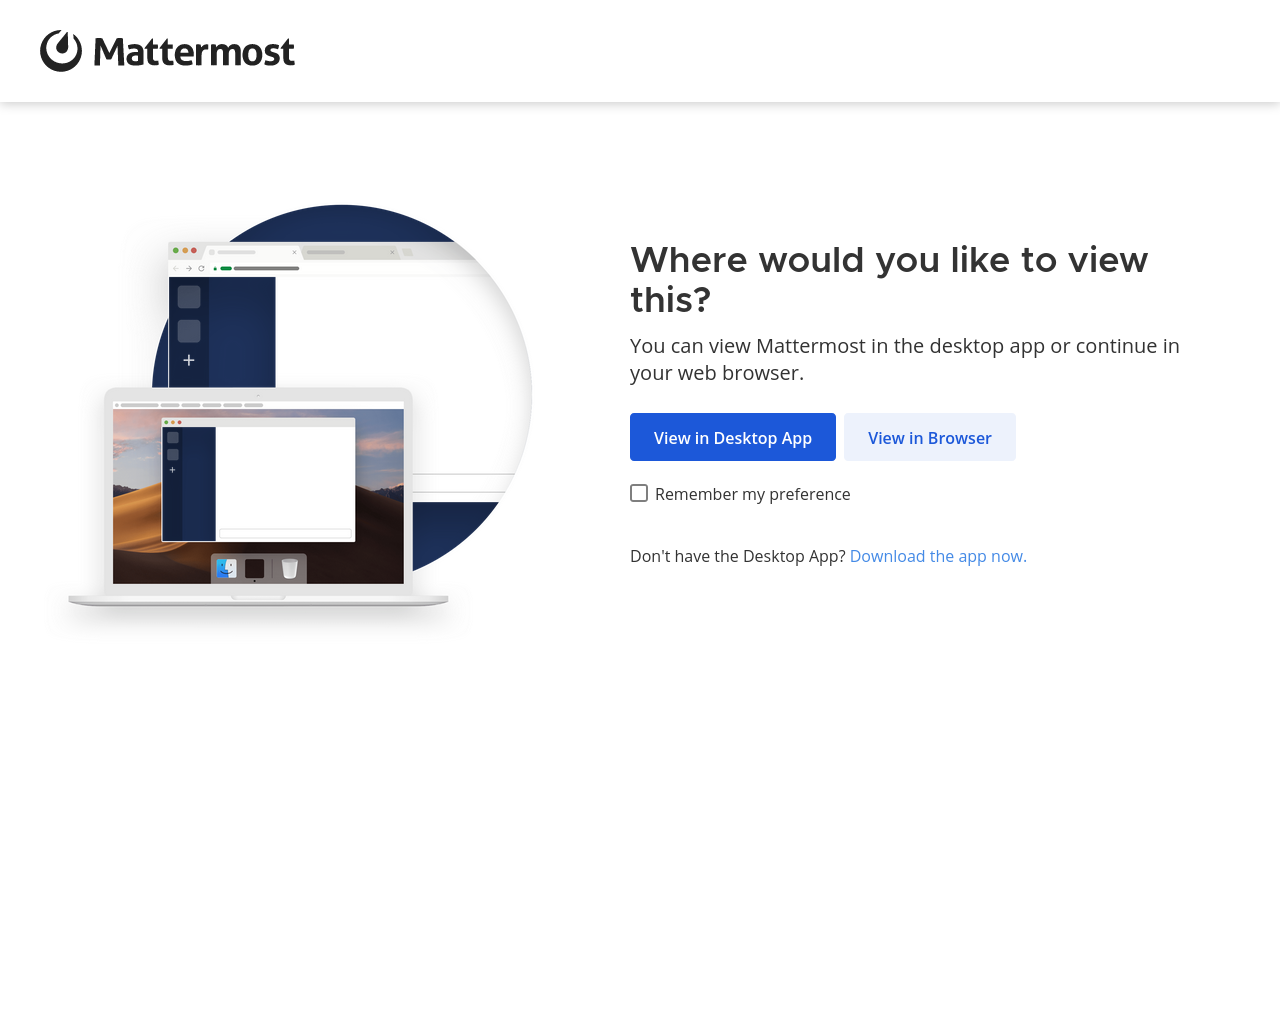 Mattermost
Where would you like to view
this?
You can view Mattermost in the desktop app or continue in
your web browser.
View in Desktop App
View in Browser
Remember my preference
Don't have the Desktop App? Download the app now.